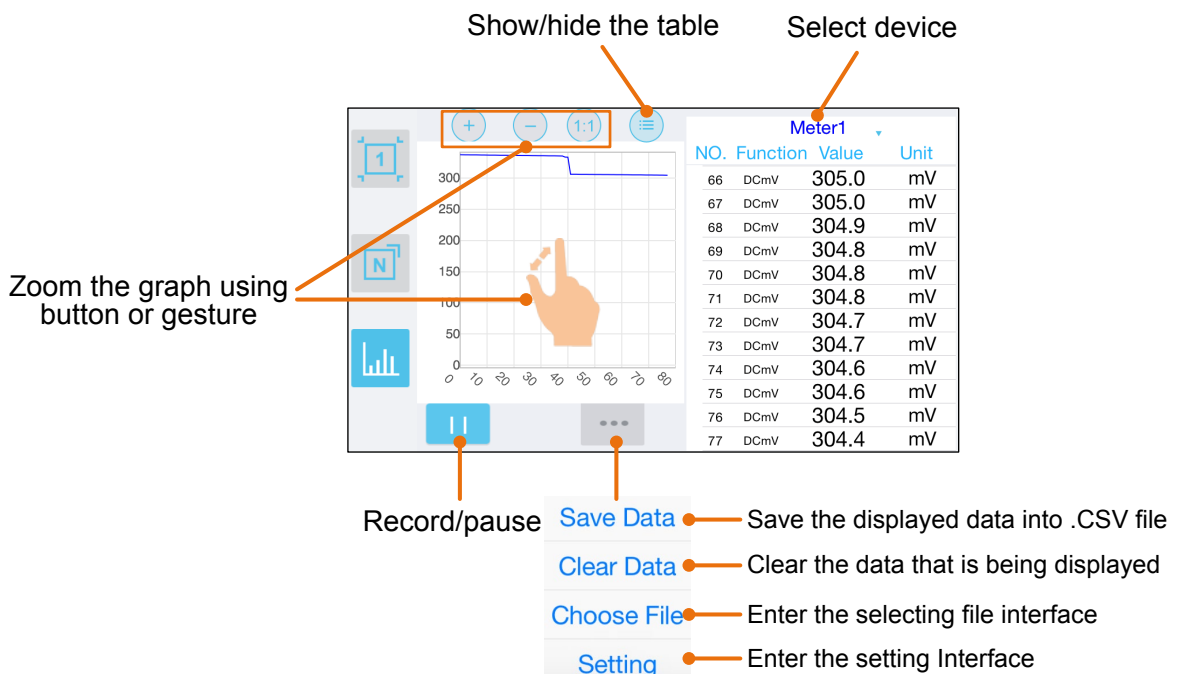 Show/hide the table
Select device
+
−
1:1
Meter1
NO. Function Value Unit
1
300
250
200
150
100
50
0
0 10 20 30 40 50 60 70 80
66 DCmV 305.0 mV
67 DCmV 305.0 mV
68 DCmV 304.9 mV
69 DCmV 304.8 mV
70 DCmV 304.8 mV
71 DCmV 304.8 mV
72 DCmV 304.7 mV
73 DCmV 304.7 mV
74 DCmV 304.6 mV
75 DCmV 304.6 mV
76 DCmV 304.5 mV
77 DCmV 304.4 mV
N
Zoom the graph using
button or gesture
Record/pause
Save Data
Save the displayed data into .CSV file
Clear Data
Clear the data that is being displayed
Choose File
Enter the selecting file interface
Setting
Enter the setting Interface